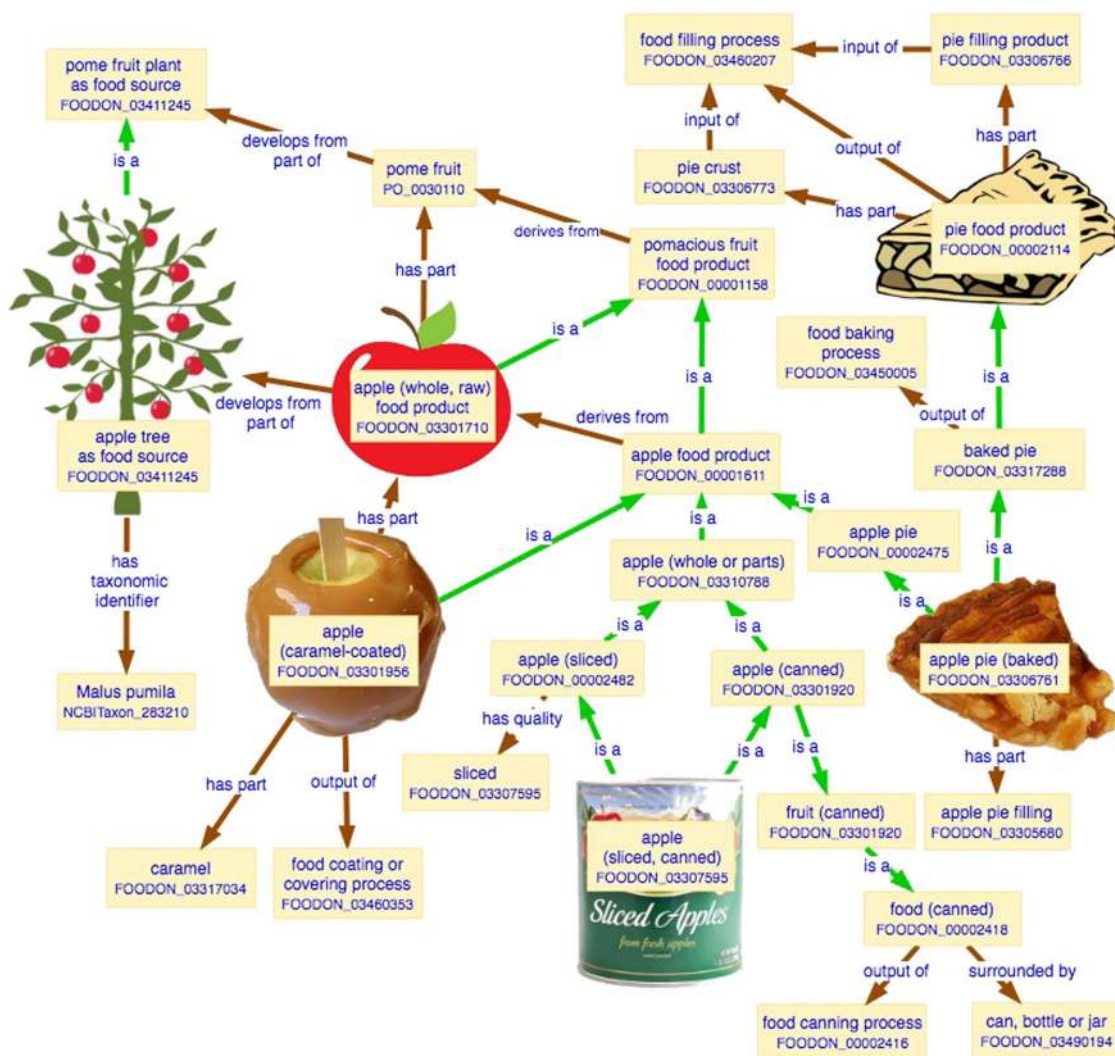 pome fruit plant
as food source
FOODON_03411245
food filling process
FOODON_03460207
input of
pie filling product
FOODON_03306766
is a
develops from
part of
pome fruit
PO_0030110
input of
output of
has part
pie crust
FOODON_03306773
has part
pie food product
FOODON_00002114
derives from
pomacious fruit
food product
FOODON_00001158
has part
is a
is a
food baking
process
FOODON_03450005
is a
apple (whole, raw)
food product
FOODON_03301710
develops from
part of
derives from
output of
apple tree
as food source
FOODON_03411245
apple food product
FOODON_00001611
baked pie
FOODON_03317288
has part
is a
is a
is a
apple pie
FOODON_00002475
is a
has
taxonomic
identifier
apple (whole or parts)
FOODON_03310788
is a
is a
is a
apple
(caramel-coated)
FOODON_03301956
apple (sliced)
FOODON_00002482
apple (canned)
FOODON_03301920
apple pie (baked)
FOODON_03306761
Malus pumila
NCBITaxon_283210
has quality
is a
is a
is a
has part
has part
output of
sliced
FOODON_03307595
fruit (canned)
FOODON_03301920
apple pie filling
FOODON_03305680
apple
(sliced, canned)
FOODON_03307595
is a
caramel
FOODON_03317034
food coating or
covering process
FOODON_03460353
Sliced Apples
from fresh apples
food (canned)
FOODON_00002418
output of
surrounded by
food canning process
FOODON_00002416
can, bottle or jar
FOODON_03490194